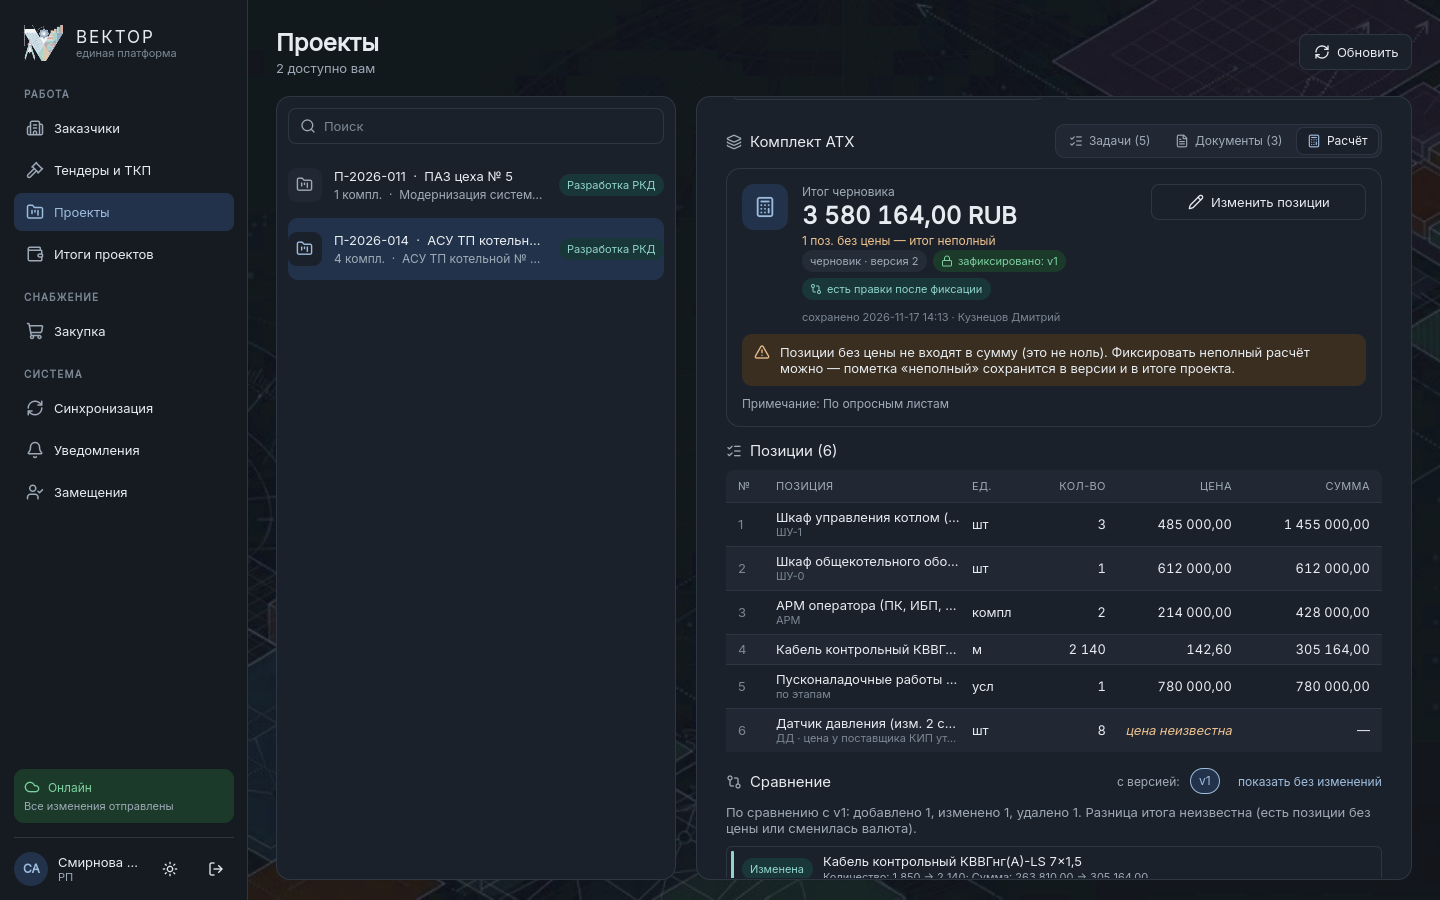 ВЕКТОР
единая платформа
РАБОТА
Заказчики
Тендеры и ТКП
Проекты
Итоги проектов
СНАБЖЕНИЕ
Закупка
СИСТЕМА
Синхронизация
Уведомления
Замещения
Онлайн
Все изменения отправлены
СА
Смирнова ...
РП
Проекты
2 доступно вам
Обновить
Поиск
П-2026-011 · ПАЗ цеха № 5
1 компл. · Модернизация систем...
Разработка РКД
П-2026-014 · АСУ ТП котельн...
4 компл. · АСУ ТП котельной № ...
Разработка РКД
Комплект АТХ
Задачи (5)
Документы (3)
Расчёт
Итог черновика
3 580 164,00 RUB
1 поз. без цены — итог неполный
черновик · версия 2
зафиксировано: v1
есть правки после фиксации
сохранено 2026-11-17 14:13 · Кузнецов Дмитрий
Изменить позиции
Позиции без цены не входят в сумму (это не ноль). Фиксировать неполный расчёт
можно — пометка «неполный» сохранится в версии и в итоге проекта.
Примечание: По опросным листам
Позиции (6)
№ ПОЗИЦИЯ ЕД. КОЛ-ВО ЦЕНА СУММА
1 Шкаф управления котлом (... шт 3 485 000,00 1 455 000,00
ШУ-1
2 Шкаф общекотельного обо... шт 1 612 000,00 612 000,00
ШУ-0
3 АРМ оператора (ПК, ИБП, ... компл 2 214 000,00 428 000,00
АРМ
4 Кабель контрольный КВВГ... м 2 140 142,60 305 164,00
5 Пусконаладочные работы ... усл 1 780 000,00 780 000,00
по этапам
6 Датчик давления (изм. 2 с... шт 8 цена неизвестна —
ДД · цена у поставщика КИП ут...
Сравнение
с версией: v1 показать без изменений
По сравнению с v1: добавлено 1, изменено 1, удалено 1. Разница итога неизвестна (есть позиции без
цены или сменилась валюта).
Изменена
Кабель контрольный КВВГнг(А)-LS 7×1,5
Количество: 1 850 → 2 140; Сумма: 263 810,00 → 305 164,00